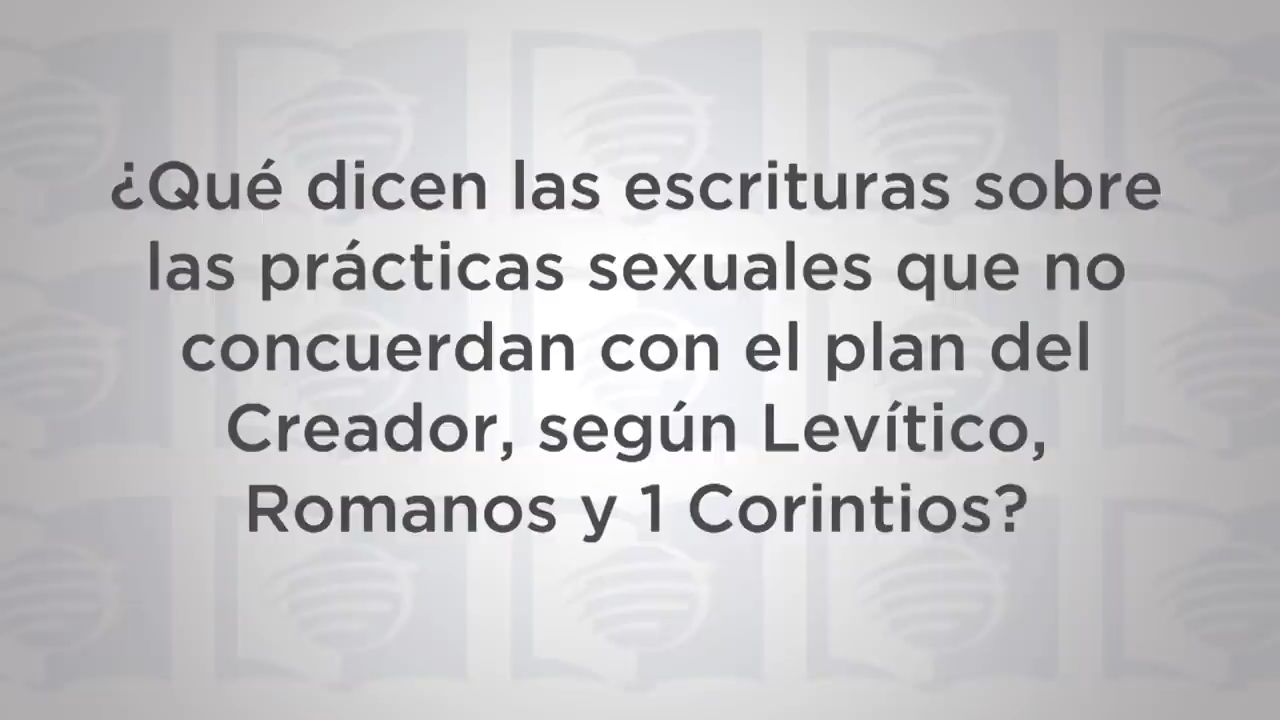 ¿Qué dicen las escrituras sobre
las prácticas sexuales que no
concuerdan con el plan del
Creador, según Levítico,
Romanos y 1 Corintios?